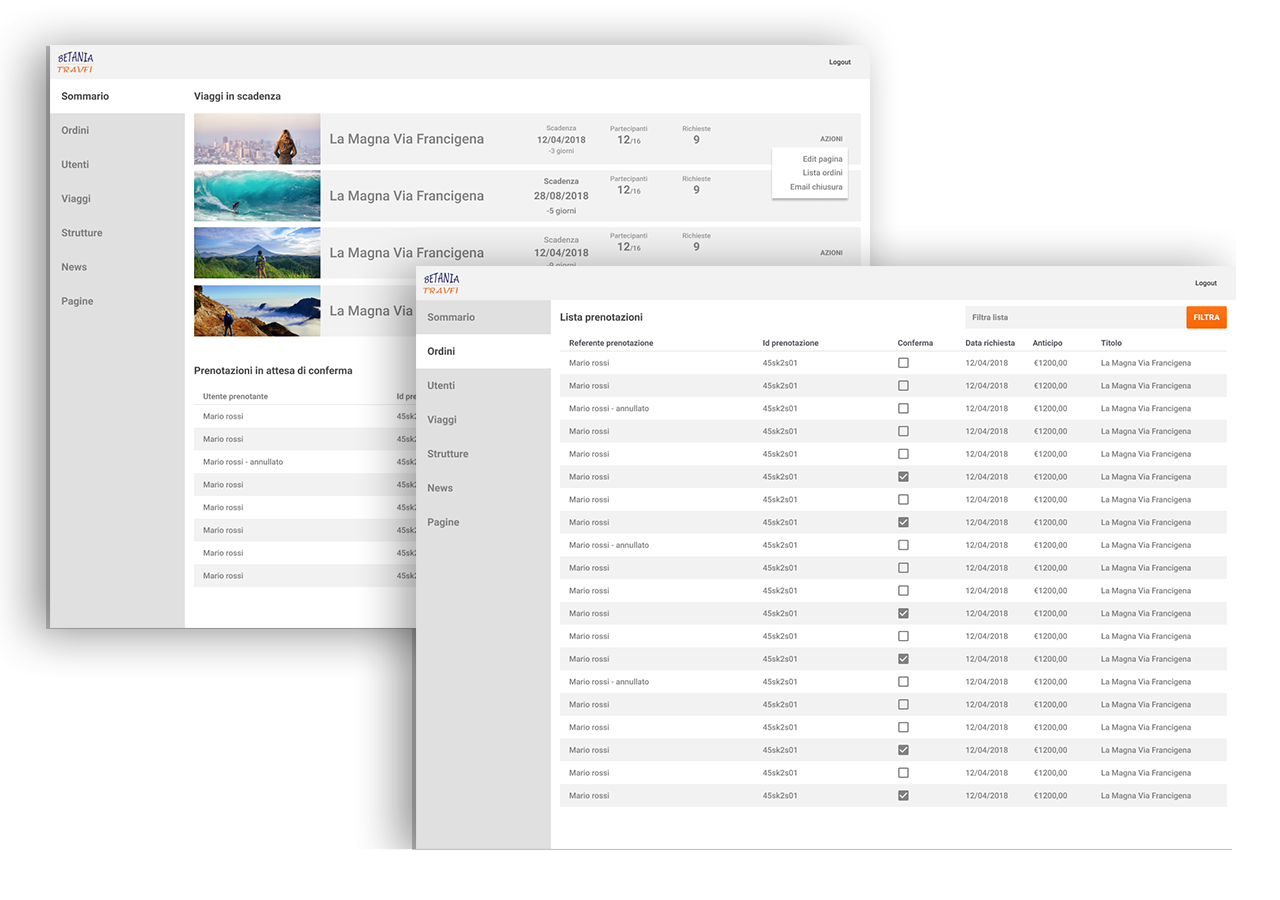 BETANIA
TRAVEL
Logout
Sommario
Ordini
Utenti
Viaggi
Strutture
News
Pagine
Viaggi in scadenza
La Magna Via Francigena
Scadenza
12/04/2018
-3 giorni
Partecipanti
12/16
Richieste
9
AZIONI
Edit pagina
Lista ordini
Email chiusura
La Magna Via Francigena
Scadenza
28/08/2018
-5 giorni
Partecipanti
12/16
Richieste
9
La Magna Via Francigena
Scadenza
12/04/2018
-9 giorni
Partecipanti
12/16
Richieste
9
AZIONI
La Magna Via
Prenotazioni in attesa di conferma
Utente prenotante Id pre
Mario rossi 45sk2
Mario rossi 45sk2
Mario rossi - annullato 45sk2
Mario rossi 45sk2
Mario rossi 45sk2
Mario rossi 45sk2
Mario rossi 45sk2
Mario rossi 45sk2
BETANIA
TRAVEL
Logout
Sommario
Ordini
Utenti
Viaggi
Strutture
News
Pagine
Lista prenotazioni
Filtra lista
FILTRA
Referente prenotazione Id prenotazione Conferma Data richiesta Anticipo Titolo
Mario rossi 45sk2s01 12/04/2018 €1200,00 La Magna Via Francigena
Mario rossi 45sk2s01 12/04/2018 €1200,00 La Magna Via Francigena
Mario rossi - annullato 45sk2s01 12/04/2018 €1200,00 La Magna Via Francigena
Mario rossi 45sk2s01 12/04/2018 €1200,00 La Magna Via Francigena
Mario rossi 45sk2s01 12/04/2018 €1200,00 La Magna Via Francigena
Mario rossi 45sk2s01 12/04/2018 €1200,00 La Magna Via Francigena
Mario rossi 45sk2s01 12/04/2018 €1200,00 La Magna Via Francigena
Mario rossi 45sk2s01 12/04/2018 €1200,00 La Magna Via Francigena
Mario rossi - annullato 45sk2s01 12/04/2018 €1200,00 La Magna Via Francigena
Mario rossi 45sk2s01 12/04/2018 €1200,00 La Magna Via Francigena
Mario rossi 45sk2s01 12/04/2018 €1200,00 La Magna Via Francigena
Mario rossi 45sk2s01 12/04/2018 €1200,00 La Magna Via Francigena
Mario rossi 45sk2s01 12/04/2018 €1200,00 La Magna Via Francigena
Mario rossi 45sk2s01 12/04/2018 €1200,00 La Magna Via Francigena
Mario rossi - annullato 45sk2s01 12/04/2018 €1200,00 La Magna Via Francigena
Mario rossi 45sk2s01 12/04/2018 €1200,00 La Magna Via Francigena
Mario rossi 45sk2s01 12/04/2018 €1200,00 La Magna Via Francigena
Mario rossi 45sk2s01 12/04/2018 €1200,00 La Magna Via Francigena
Mario rossi 45sk2s01 12/04/2018 €1200,00 La Magna Via Francigena
Mario rossi 45sk2s01 12/04/2018 €1200,00 La Magna Via Francigena